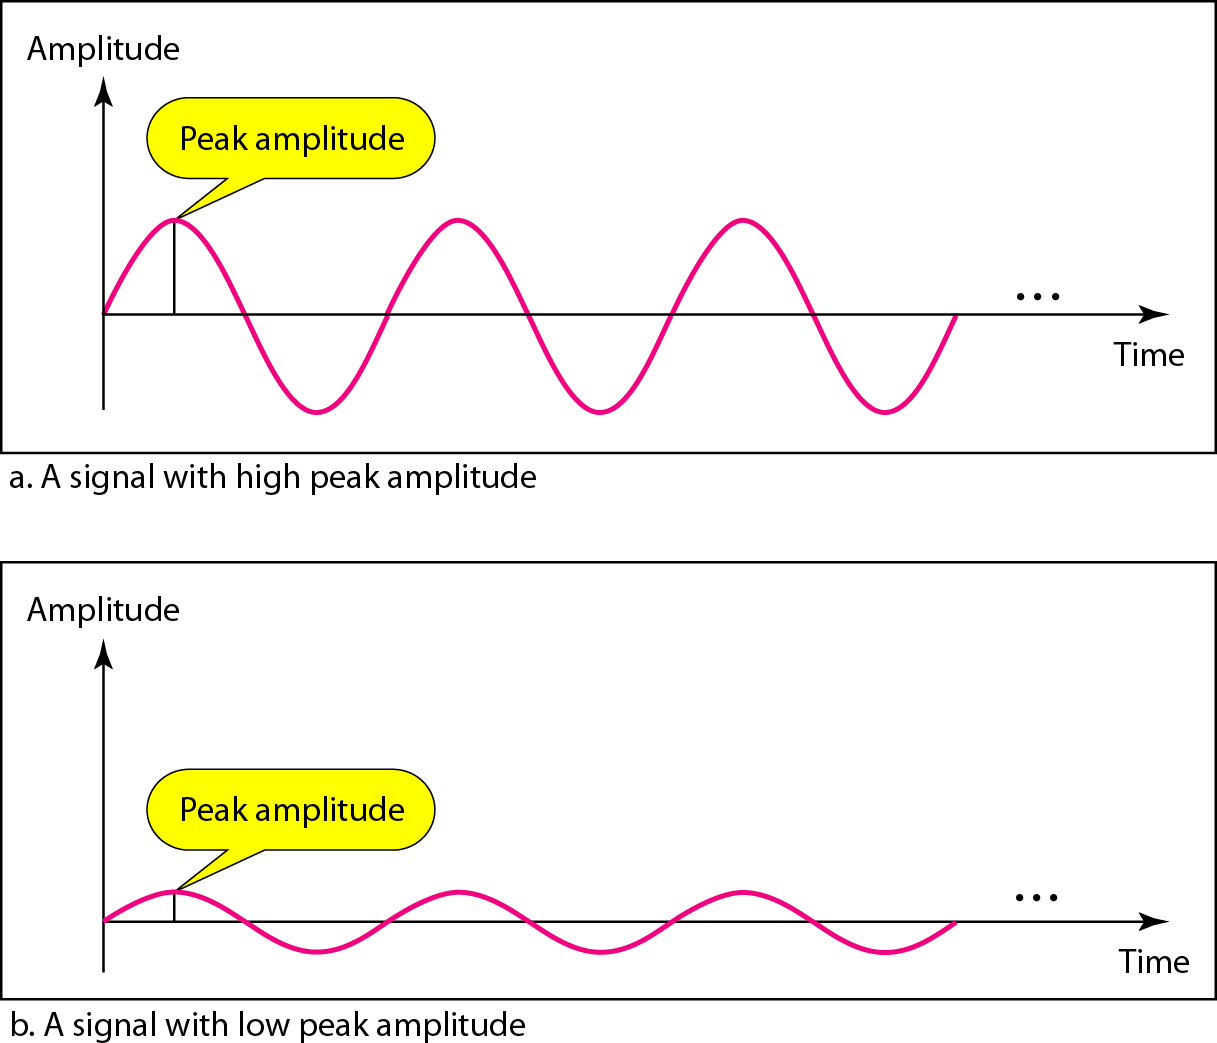 Amplitude
Peak amplitude
...
Time
a. A signal with high peak amplitude
Amplitude
Peak amplitude
...
Time
b. A signal with low peak amplitude